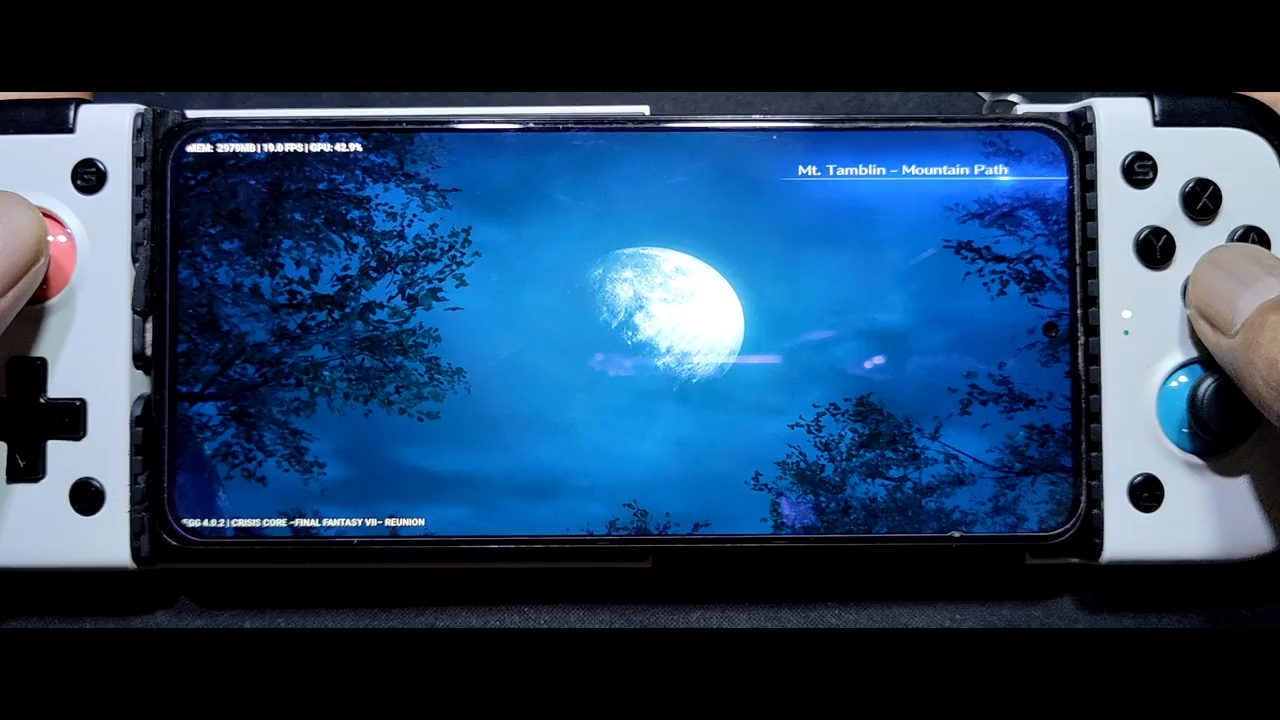 MEM: 2979MB | 19.0 FPS | GPU: 42.9%
Mt. Tamblin – Mountain Path
S
X
Y
EGG 4.0.2 | CRISIS CORE –FINAL FANTASY VII– REUNION